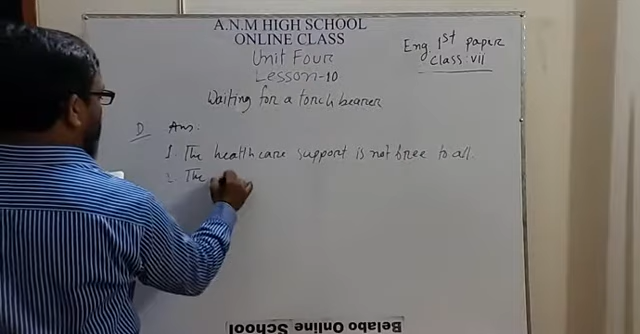 A.N.M HIGH SCHOOL
ONLINE CLASS
Unit Four
Lesson-10
Eng 1st paper
Class: VII
Waiting for a torch bearer
D Ans:
1. The healthcare support is not free to all.
2. The
Belabo Online School